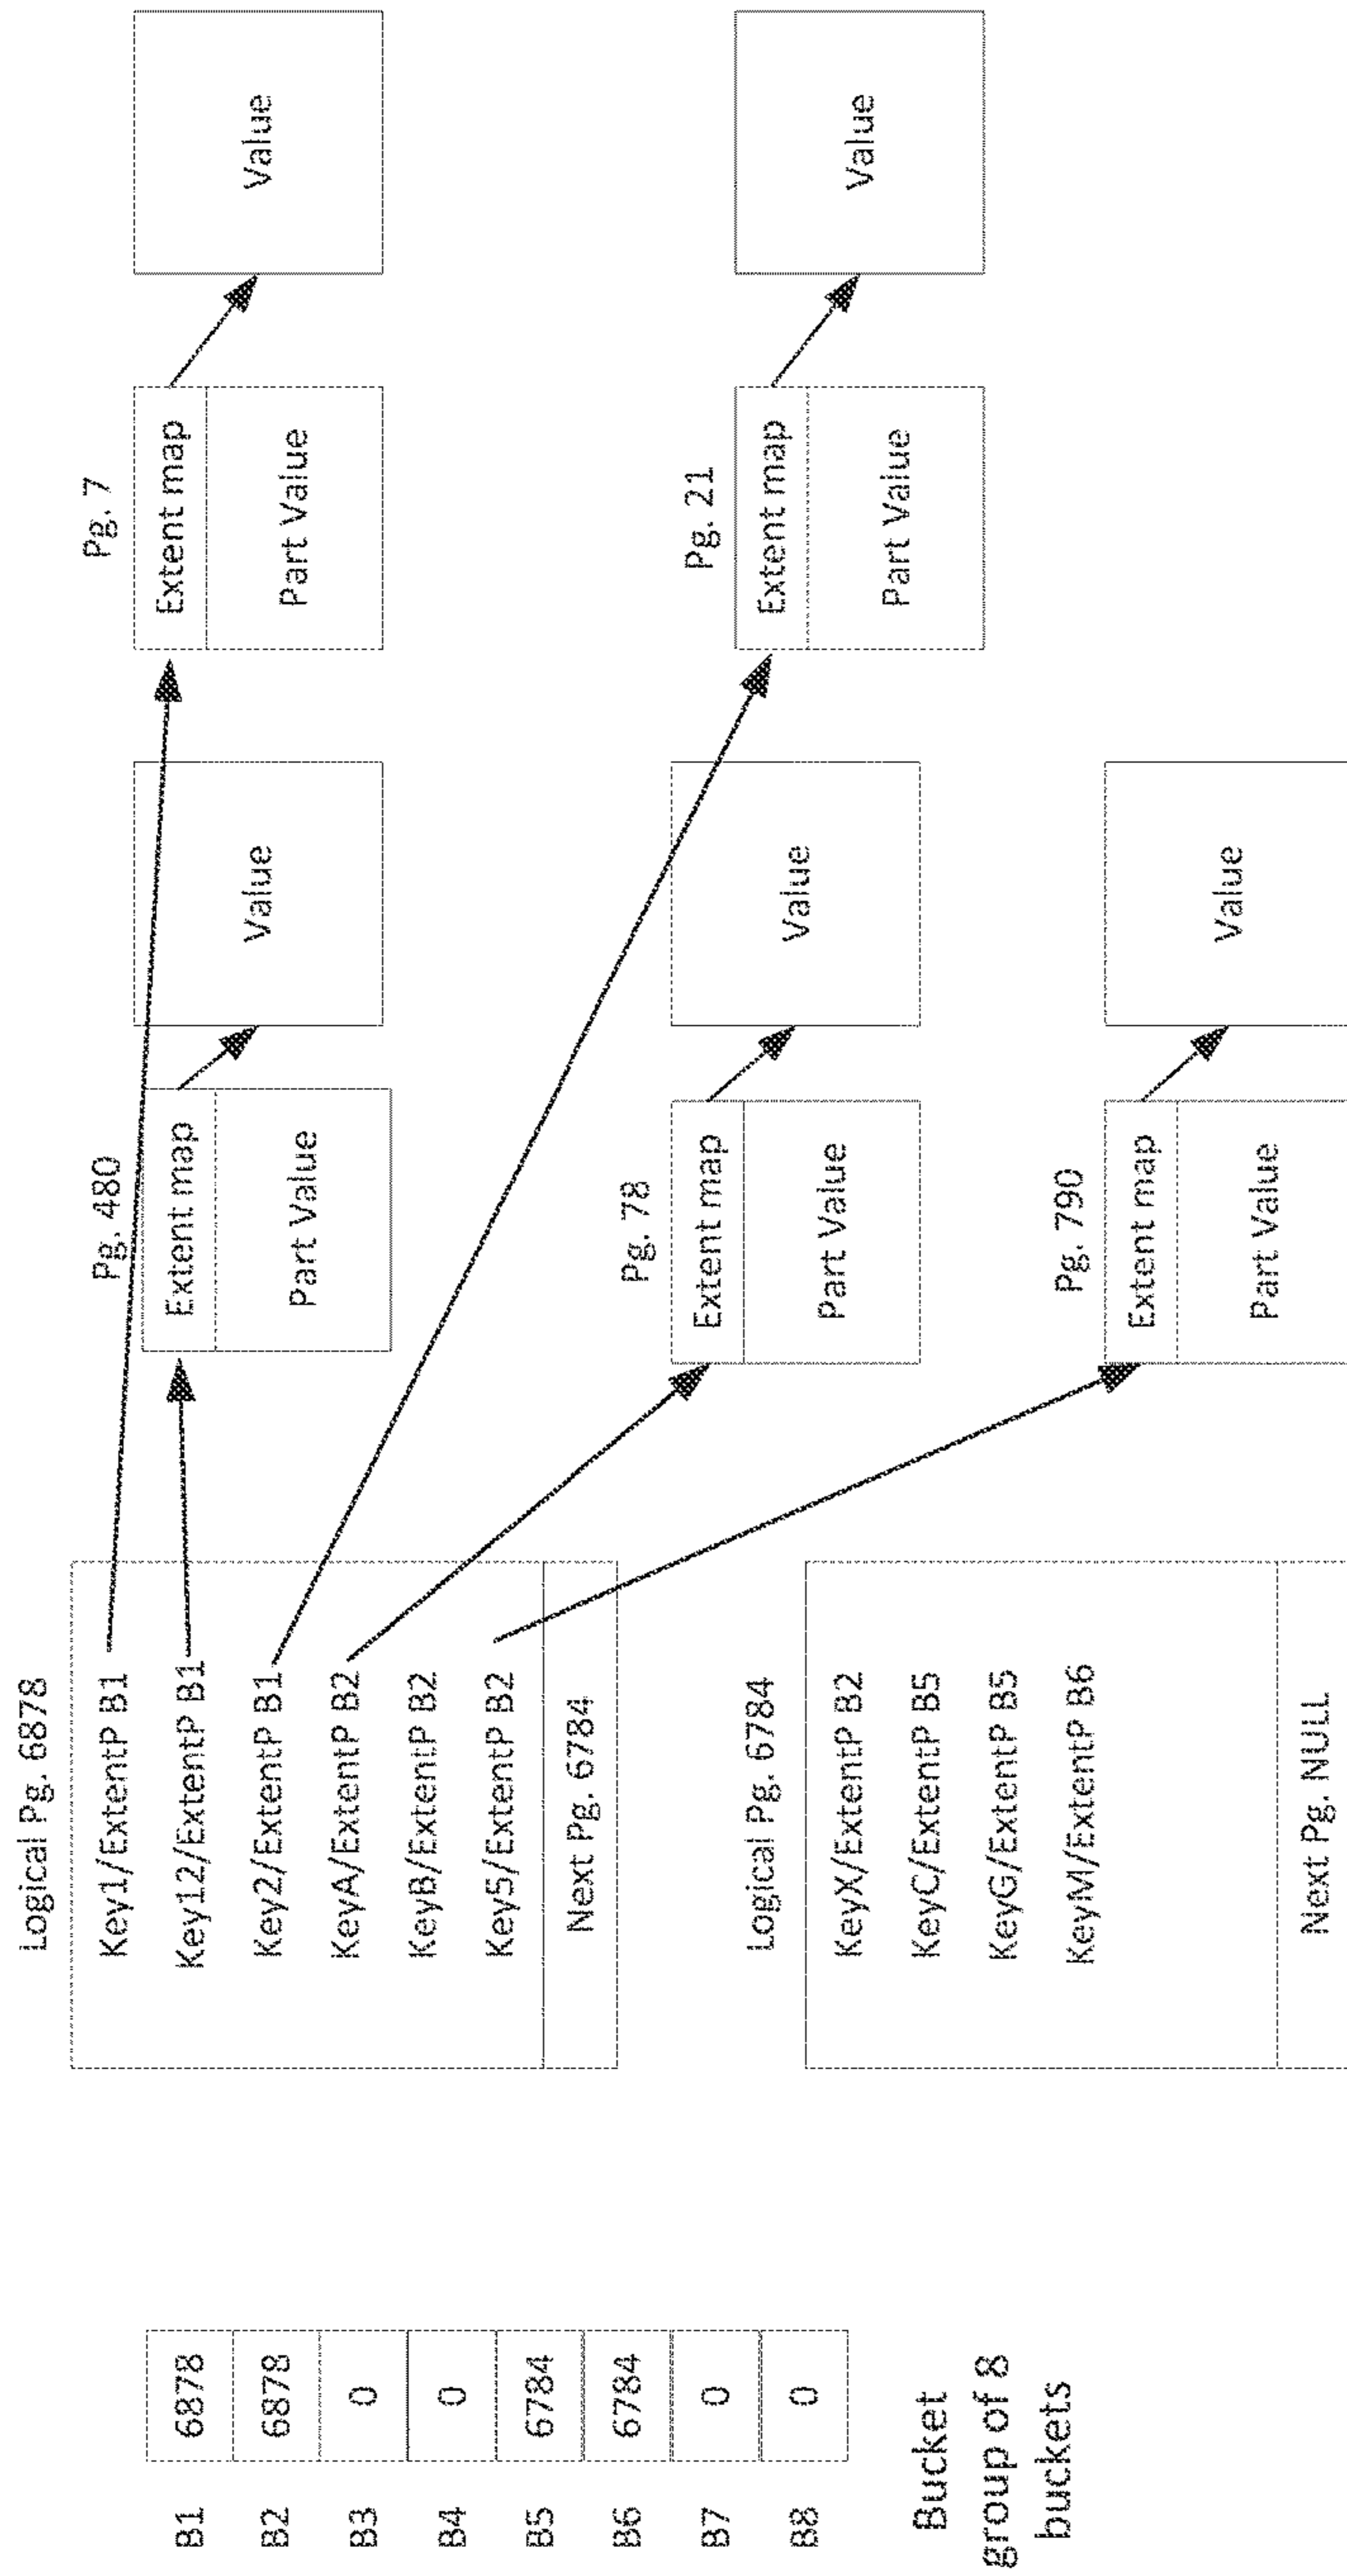 B1 6878
B2 6878
B3 0
B4 0
B5 6784
B6 6784
B7 0
B8 0
Bucket
group of 8
buckets
Logical Pg. 6878
Key1/ExtentP B1
Key12/ExtentP B1
Key2/ExtentP B1
KeyA/ExtentP B2
KeyB/ExtentP B2
Key5/ExtentP B2
Next Pg. 6784
Logical Pg. 6784
KeyX/ExtentP B2
KeyC/ExtentP B5
KeyG/ExtentP B5
KeyM/ExtentP B6
Next Pg. NULL
Pg. 480
Extent map
Part Value
Value
Pg. 78
Extent map
Part Value
Value
Pg. 790
Extent map
Part Value
Value
Pg. 7
Extent map
Part Value
Value
Pg. 21
Extent map
Part Value
Value